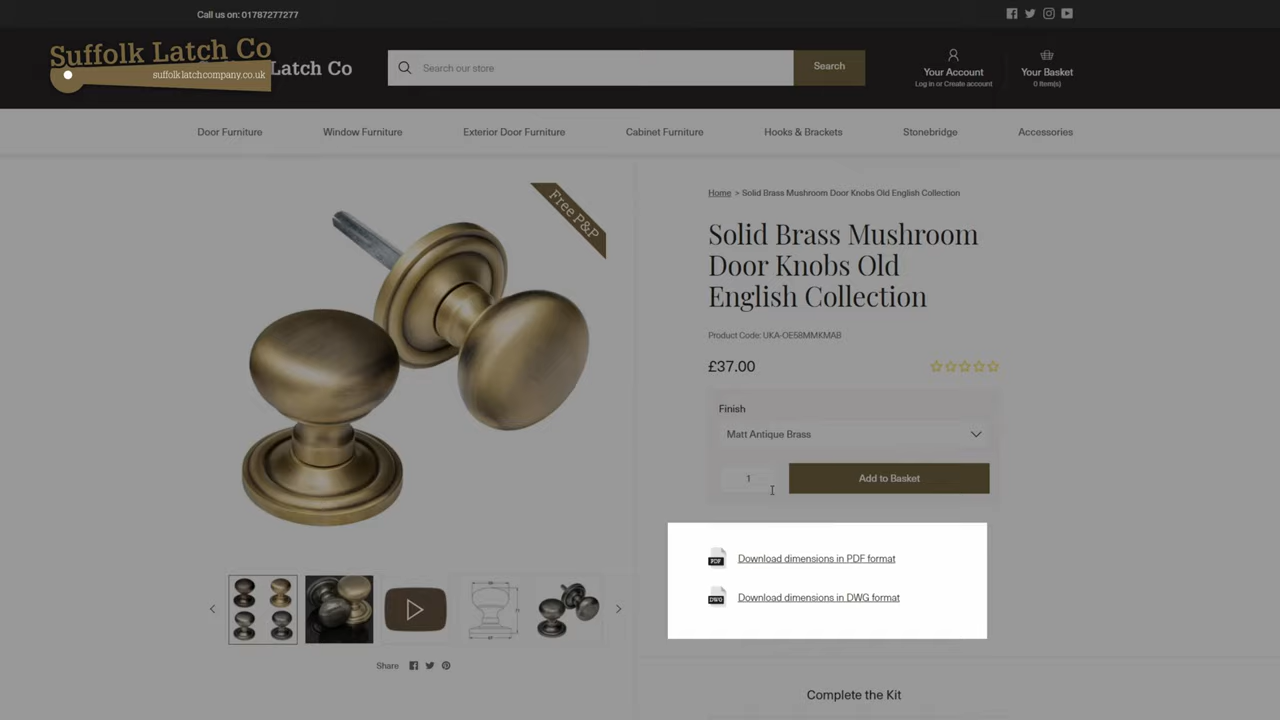 Call us on: 01787277277
Suffolk Latch Co
suffolklatchcompany.co.uk
Latch Co
Search our store
Search
Your Account
Log in or Create account
Your Basket
0 Item(s)
Door Furniture
Window Furniture
Exterior Door Furniture
Cabinet Furniture
Hooks & Brackets
Stonebridge
Accessories
Free P&P
Home > Solid Brass Mushroom Door Knobs Old English Collection
Solid Brass Mushroom
Door Knobs Old
English Collection
Product Code: UKA-OE58MMKMAB
£37.00
Finish
Matt Antique Brass
1
Add to Basket
PDF
Download dimensions in PDF format
DWG
Download dimensions in DWG format
Share
Complete the Kit